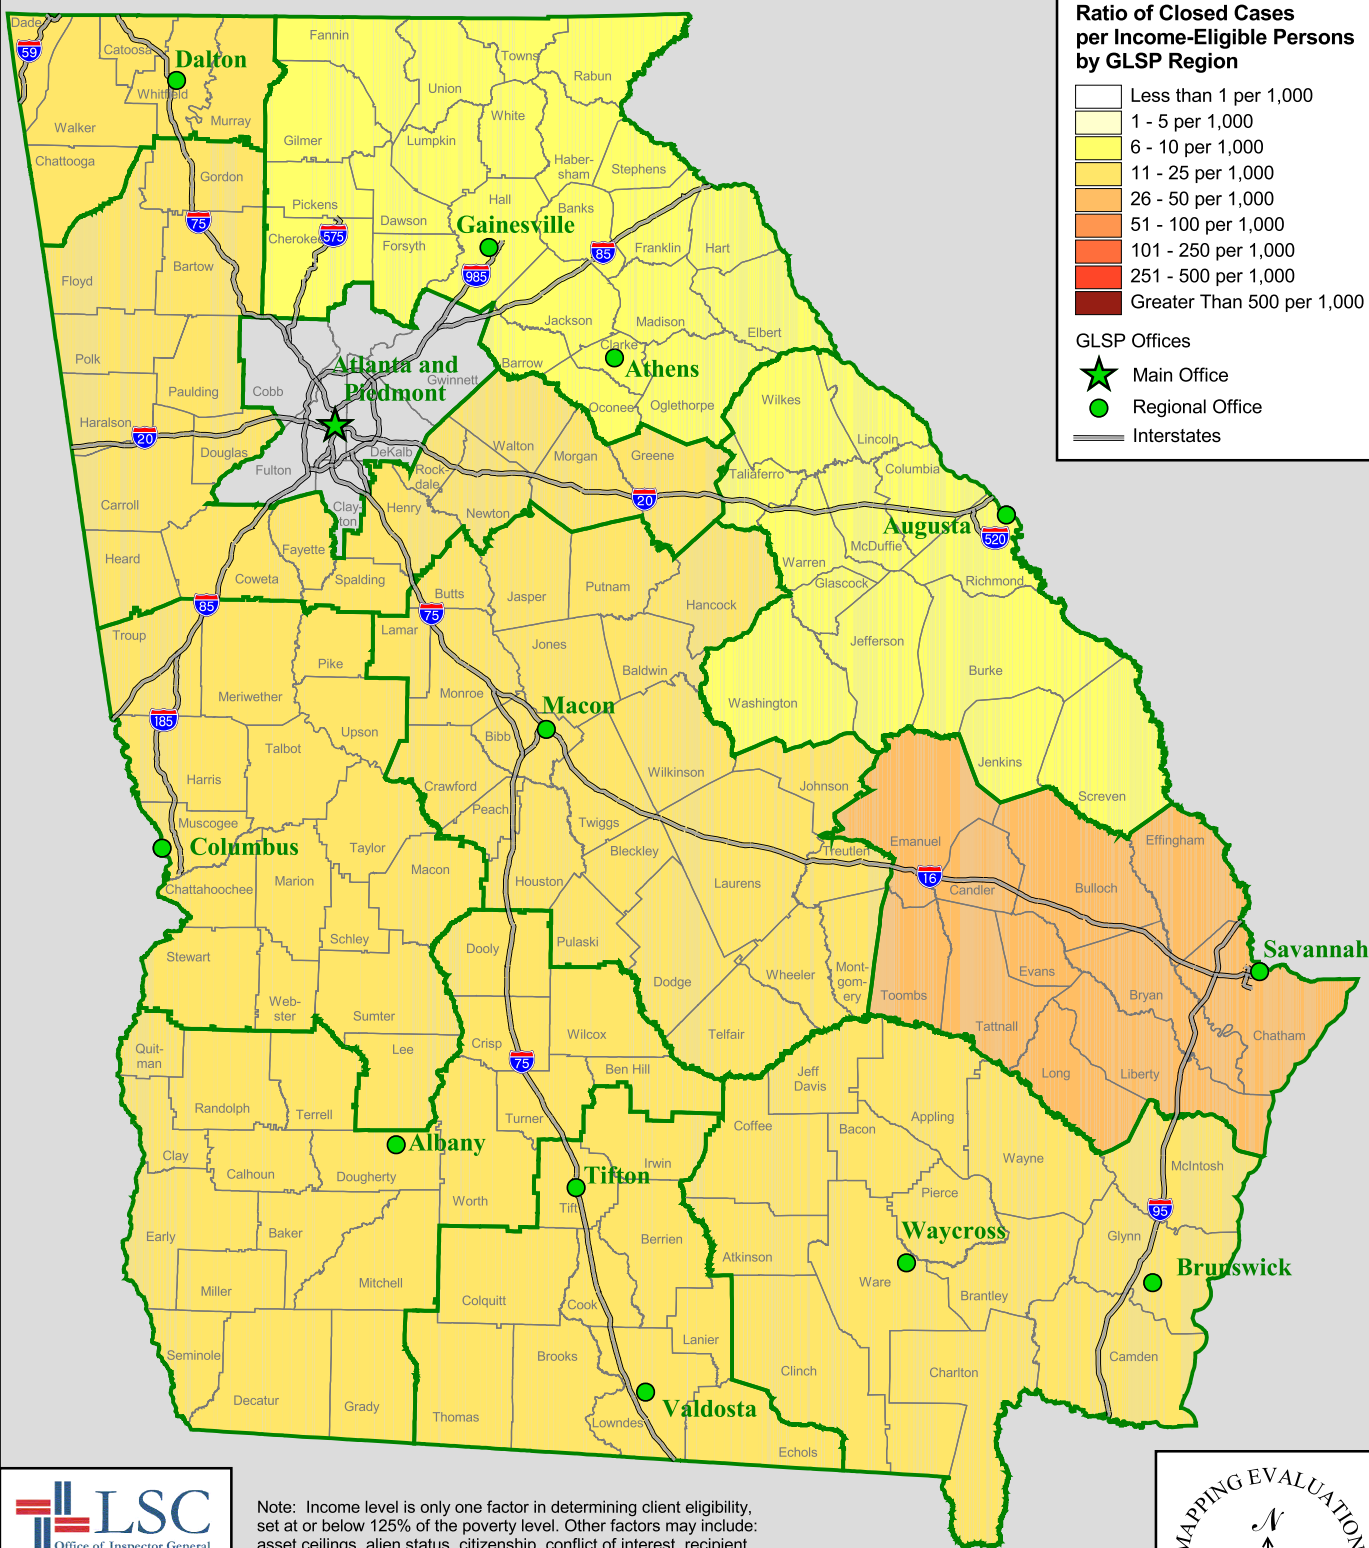 Ratio of Closed Cases
per Income-Eligible Persons
by GLSP Region
Less than 1 per 1,000
1 - 5 per 1,000
6 - 10 per 1,000
11 - 25 per 1,000
26 - 50 per 1,000
51 - 100 per 1,000
101 - 250 per 1,000
251 - 500 per 1,000
Greater Than 500 per 1,000
GLSP Offices
Main Office
Regional Office
Interstates
Dade
59
Catoosa
Dalton
Whitfield
Murray
Walker
Chattooga
Fannin
Towns
Rabun
Union
White
Gilmer
Lumpkin
Haber-
sham
Stephens
Gordon
75
Pickens
Hall
Banks
Dawson
Cherokee
575
Forsyth
Gainesville
985
85
Franklin
Hart
Floyd
Bartow
Jackson
Madison
Elbert
Clarke
Athens
Barrow
Polk
Paulding
Atlanta and
Piedmont
Cobb
Gwinnett
Oconee
Oglethorpe
Wilkes
Haralson
20
Lincoln
Douglas
Fulton
DeKalb
Rock-
dale
Walton
Morgan
Greene
Taliaferro
Columbia
Carroll
Clay-
ton
Henry
Newton
20
Augusta
520
Heard
Fayette
Coweta
Spalding
McDuffie
Warren
Glascock
Richmond
85
Butts
75
Jasper
Putnam
Hancock
Troup
Lamar
Jones
Jefferson
Burke
Pike
Meriwether
Monroe
Baldwin
Washington
185
Macon
Upson
Talbot
Bibb
Wilkinson
Jenkins
Harris
Crawford
Johnson
Screven
Muscogee
Peach
Twiggs
Columbus
Taylor
Bleckley
Treutlen
Emanuel
Effingham
Chattahoochee
Marion
Macon
Houston
Laurens
16
Candler
Bulloch
Schley
Dooly
Pulaski
Stewart
Savannah
Web-
ster
Sumter
Dodge
Wheeler
Mont-
gom-
ery
Toombs
Evans
Bryan
Tattnall
Chatham
Quit-
man
Lee
Crisp
75
Wilcox
Telfair
Ben Hill
Jeff
Davis
Long
Liberty
Randolph
Terrell
Turner
Coffee
Bacon
Appling
Clay
Albany
Calhoun
Dougherty
Irwin
Wayne
McIntosh
Tifton
Tift
Worth
Pierce
95
Early
Baker
Berrien
Waycross
Glynn
Atkinson
Brunswick
Miller
Mitchell
Colquitt
Cook
Ware
Brantley
Seminole
Brooks
Lanier
Clinch
Charlton
Camden
Decatur
Grady
Thomas
Valdosta
Lowndes
Echols
LSC
Office of Inspector General
Note: Income level is only one factor in determining client eligibility,
set at or below 125% of the poverty level. Other factors may include:
asset ceilings, alien status, citizenship, conflict of interest, recipient
MAPPING EVALUATION
N